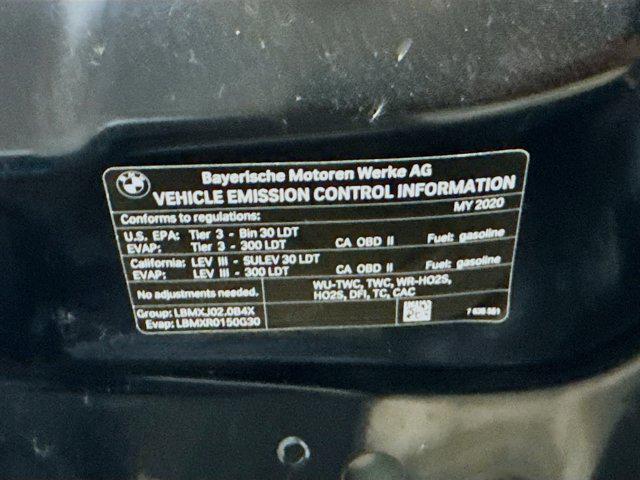 BMW
Bayerische Motoren Werke AG
VEHICLE EMISSION CONTROL INFORMATION
Conforms to regulations: MY 2020
U.S. EPA: Tier 3 - Bin 30 LDT
EVAP: Tier 3 - 300 LDT CA OBD II Fuel: gasoline
California: LEV III - SULEV 30 LDT
EVAP: LEV III - 300 LDT CA OBD II Fuel: gasoline
No adjustments needed. WU-TWC, TWC, WR-HO2S,
HO2S, DFI, TC, CAC
Group: LBMXJ02.0B4X
Evap: LBMXR0150G30